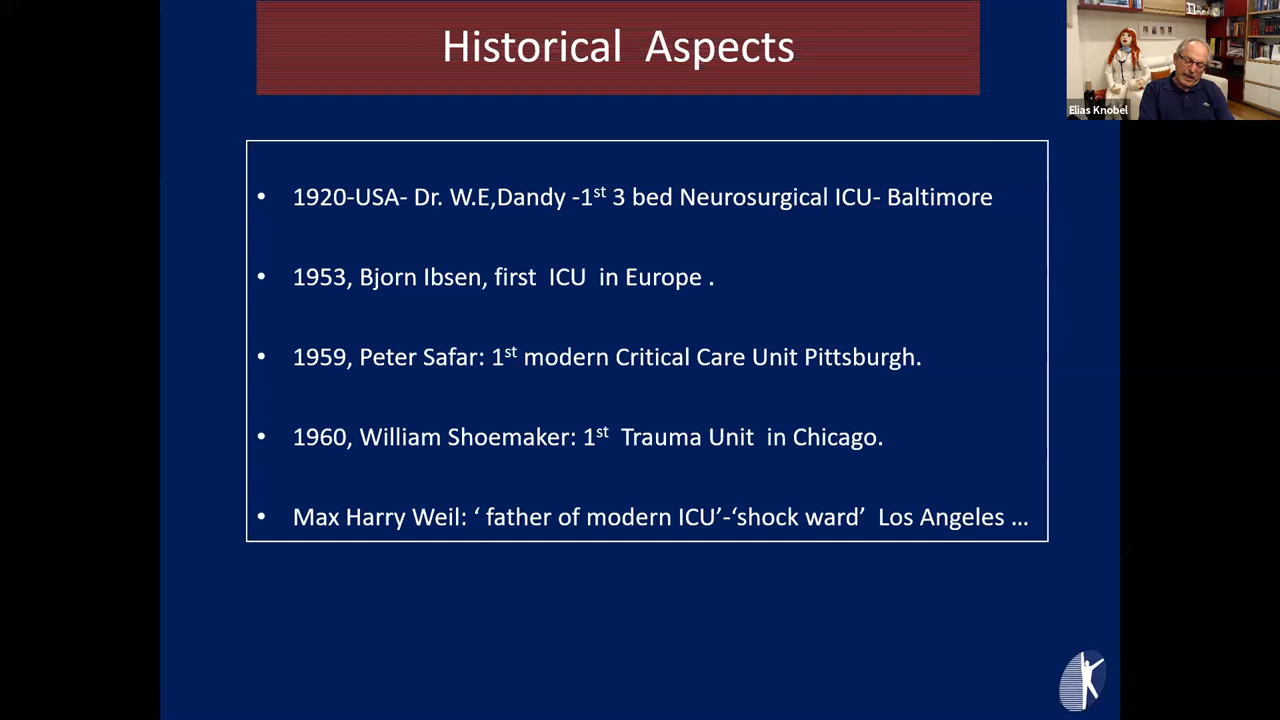 Historical Aspects
Elias Knobel
• 1920-USA- Dr. W.E,Dandy -1st 3 bed Neurosurgical ICU- Baltimore
• 1953, Bjorn Ibsen, first ICU in Europe .
• 1959, Peter Safar: 1st modern Critical Care Unit Pittsburgh.
• 1960, William Shoemaker: 1st Trauma Unit in Chicago.
• Max Harry Weil: ‘ father of modern ICU’-‘shock ward’ Los Angeles …